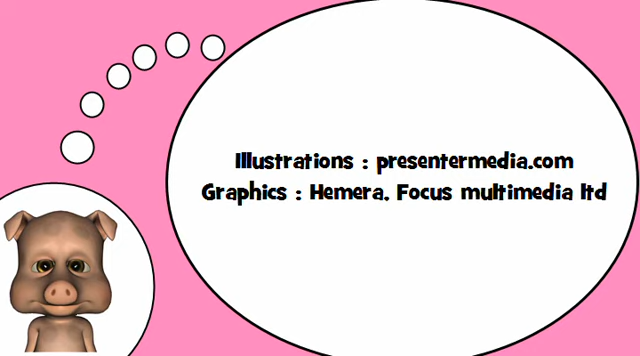 Illustrations : presentermedia.com
Graphics : Hemera. Focus multimedia ltd